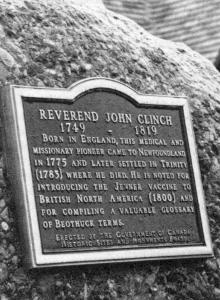 REVEREND JOHN CLINCH
1749 - 1819
BORN IN ENGLAND, THIS MEDICAL AND
MISSIONARY PIONEER CAME TO NEWFOUNDLAND
IN 1775 AND LATER SETTLED IN TRINITY
(1783), WHERE HE DIED. HE IS NOTED FOR
INTRODUCING THE JENNER VACCINE TO
BRITISH NORTH AMERICA (1800) AND
FOR COMPILING A VALUABLE GLOSSARY
OF BEOTHUCK TERMS.
ERECTED BY THE GOVERNMENT OF CANADA
HISTORIC SITES AND MONUMENTS BOARD